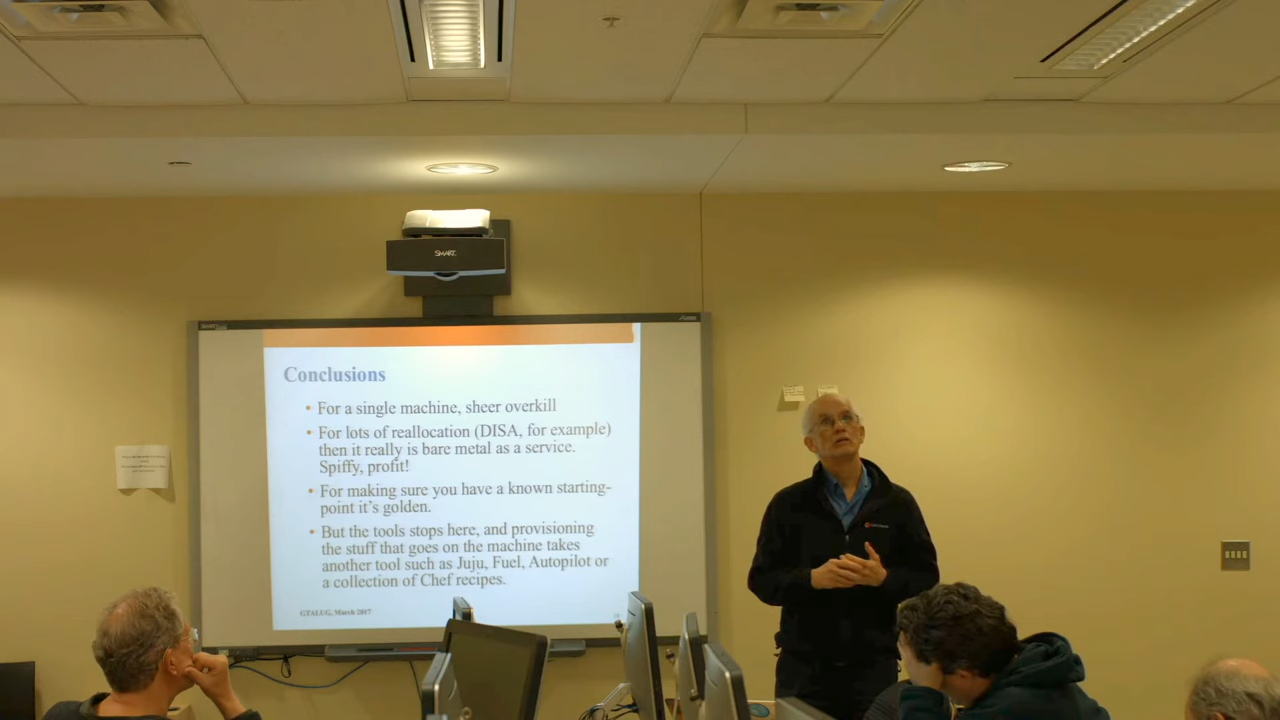 SMART
Conclusions
• For a single machine, sheer overkill
• For lots of reallocation (DISA, for example)
then it really is bare metal as a service.
Spiffy, profit!
• For making sure you have a known starting-
point it's golden.
• But the tools stops here, and provisioning
the stuff that goes on the machine takes
another tool such as Juju, Fuel, Autopilot or
a collection of Chef recipes.
GTALUG, March 2017